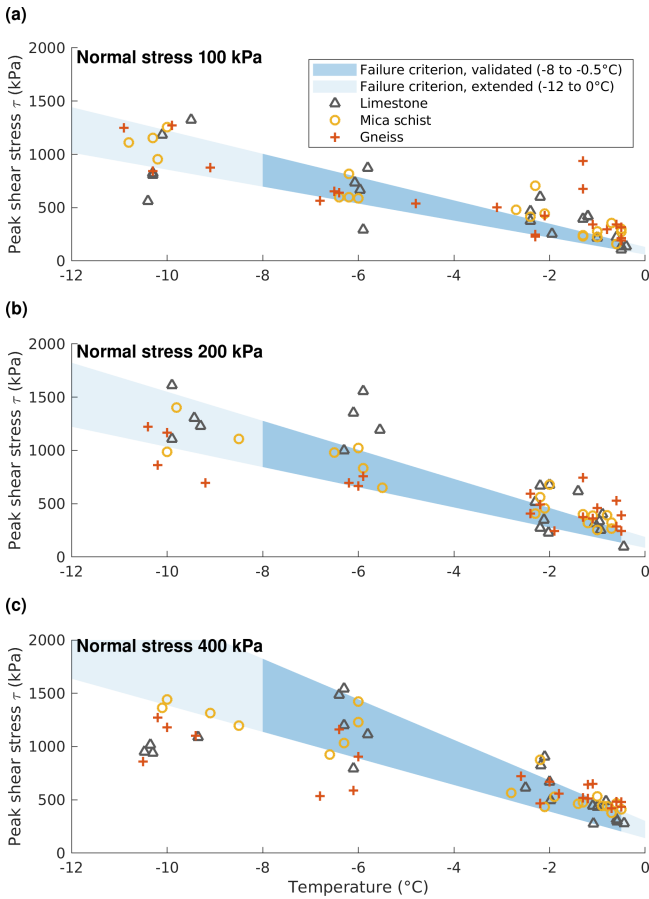 (a)
Normal stress 100 kPa
Failure criterion, validated (-8 to -0.5°C)
Failure criterion, extended (-12 to 0°C)
Limestone
Mica schist
Gneiss
Peak shear stress τ (kPa)
2000
1500
1000
500
0
-12 -10 -8 -6 -4 -2 0
(b)
Normal stress 200 kPa
Peak shear stress τ (kPa)
2000
1500
1000
500
0
-12 -10 -8 -6 -4 -2 0
(c)
Normal stress 400 kPa
Peak shear stress τ (kPa)
2000
1500
1000
500
0
-12 -10 -8 -6 -4 -2 0
Temperature (°C)